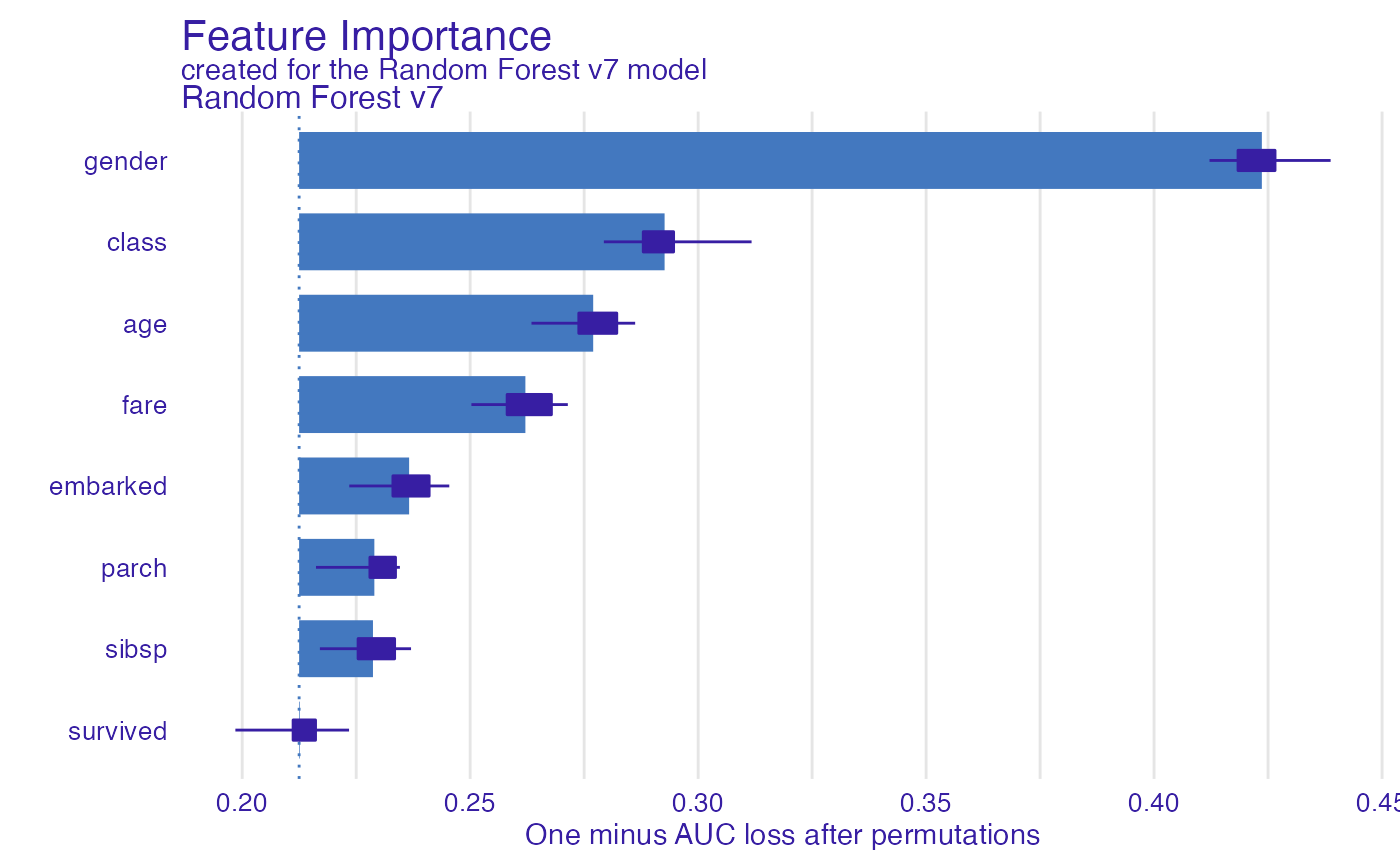 Feature Importance
created for the Random Forest v7 model
Random Forest v7
gender
class
age
fare
embarked
parch
sibsp
survived
0.20 0.25 0.30 0.35 0.40 0.45
One minus AUC loss after permutations